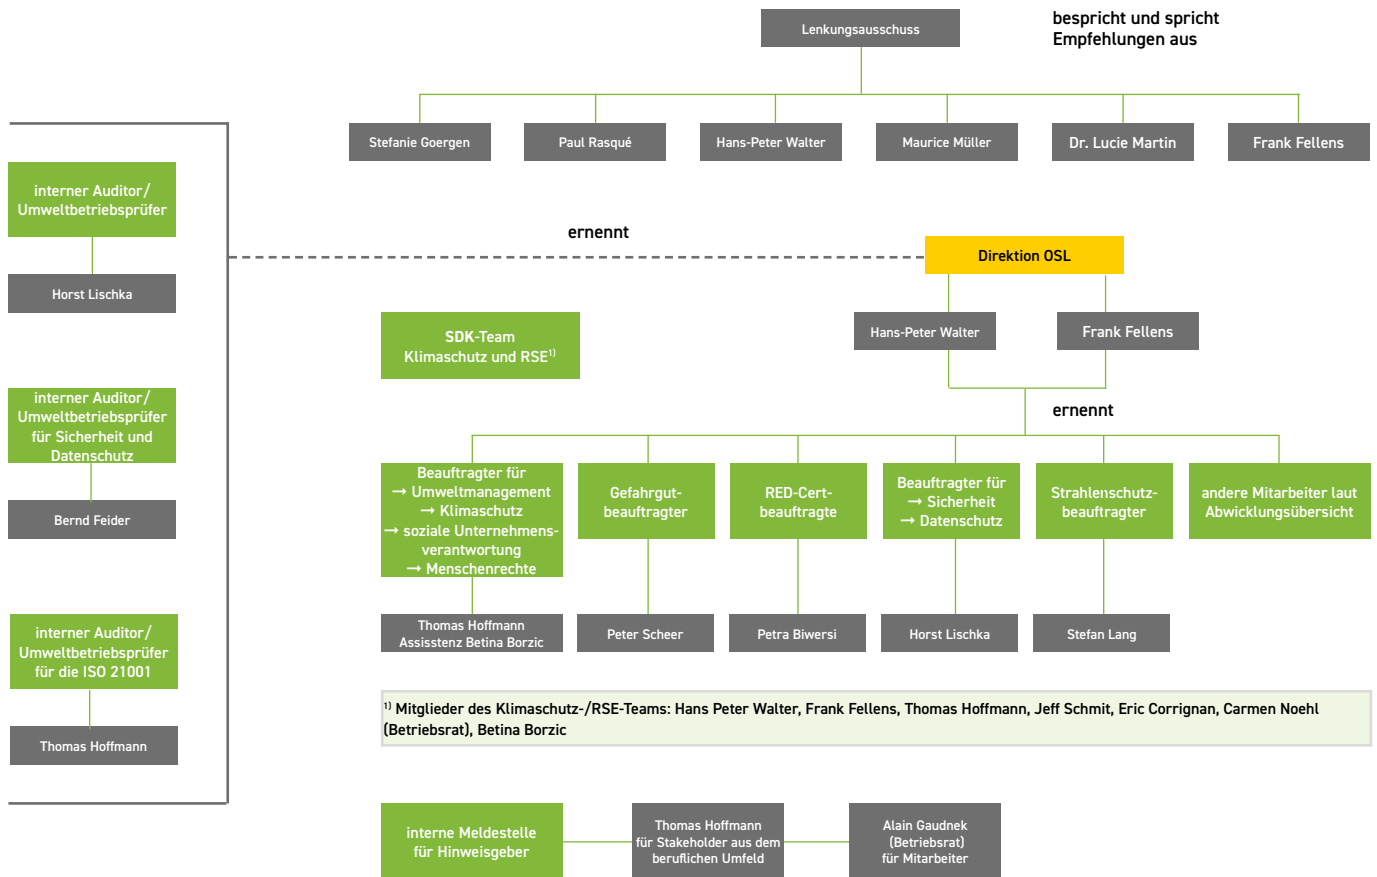 Lenkungsausschuss
bespricht und spricht
Empfehlungen aus
Stefanie Goergen
Paul Rasqué
Hans-Peter Walter
Maurice Müller
Dr. Lucie Martin
Frank Fellens
interner Auditor/
Umweltbetriebsprüfer
Horst Lischka
interner Auditor/
Umweltbetriebsprüfer
für Sicherheit und
Datenschutz
Bernd Feider
interner Auditor/
Umweltbetriebsprüfer
für die ISO 21001
Thomas Hoffmann
ernennt
Direktion OSL
Hans-Peter Walter
Frank Fellens
SDK-Team
Klimaschutz und RSE¹⁾
ernennt
Beauftragter für
→ Umweltmanagement
→ Klimaschutz
→ soziale Unternehmens-
verantwortung
→ Menschenrechte
Gefahrgut-
beauftragter
RED-Cert-
beauftragte
Beauftragter für
→ Sicherheit
→ Datenschutz
Strahlenschutz-
beauftragter
andere Mitarbeiter laut
Abwicklungsübersicht
Thomas Hoffmann
Assisstenz Betina Borzic
Peter Scheer
Petra Biwersi
Horst Lischka
Stefan Lang
¹⁾ Mitglieder des Klimaschutz-/RSE-Teams: Hans Peter Walter, Frank Fellens, Thomas Hoffmann, Jeff Schmit, Eric Corrignan, Carmen Noehl
(Betriebsrat), Betina Borzic
interne Meldestelle
für Hinweisgeber
Thomas Hoffmann
für Stakeholder aus dem
beruflichen Umfeld
Alain Gaudnek
(Betriebsrat)
für Mitarbeiter